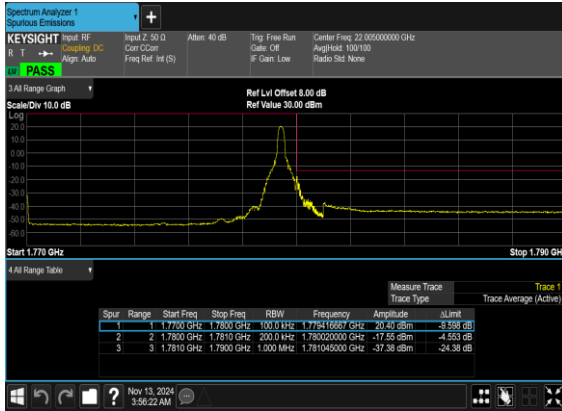 Spectrum Analyzer 1
Spurious Emissions
KEYSIGHT Input: RF Input Z: 50 Ω Atten: 40 dB Trig: Free Run Center Freq: 22.005000000 GHz
R T Coupling: DC Corr CCorr Gate: Off Avg|Hold: 100/100
Align: Auto Freq Ref: Int (S) IF Gain: Low Radio Std: None
PASS
3 All Range Graph
Ref Lvl Offset 8.00 dB
Scale/Div 10.0 dB Ref Value 30.00 dBm
Log
20.0
10.0
0.00
-10.0
-20.0
-30.0
-40.0
-50.0
-60.0
Start 1.770 GHz Stop 1.790 GH
4 All Range Table
Measure Trace Trace 1
Trace Type Trace Average (Active)
Spur Range Start Freq Stop Freq RBW Frequency Amplitude ΔLimit
1 1 1.7700 GHz 1.7800 GHz 100.0 kHz 1.779416667 GHz 20.40 dBm -9.598 dB
2 2 1.7800 GHz 1.7810 GHz 200.0 kHz 1.780020000 GHz -17.55 dBm -4.553 dB
3 3 1.7810 GHz 1.7900 GHz 1.000 MHz 1.781045000 GHz -37.38 dBm -24.38 dB
Nov 13, 2024
3:56:22 AM